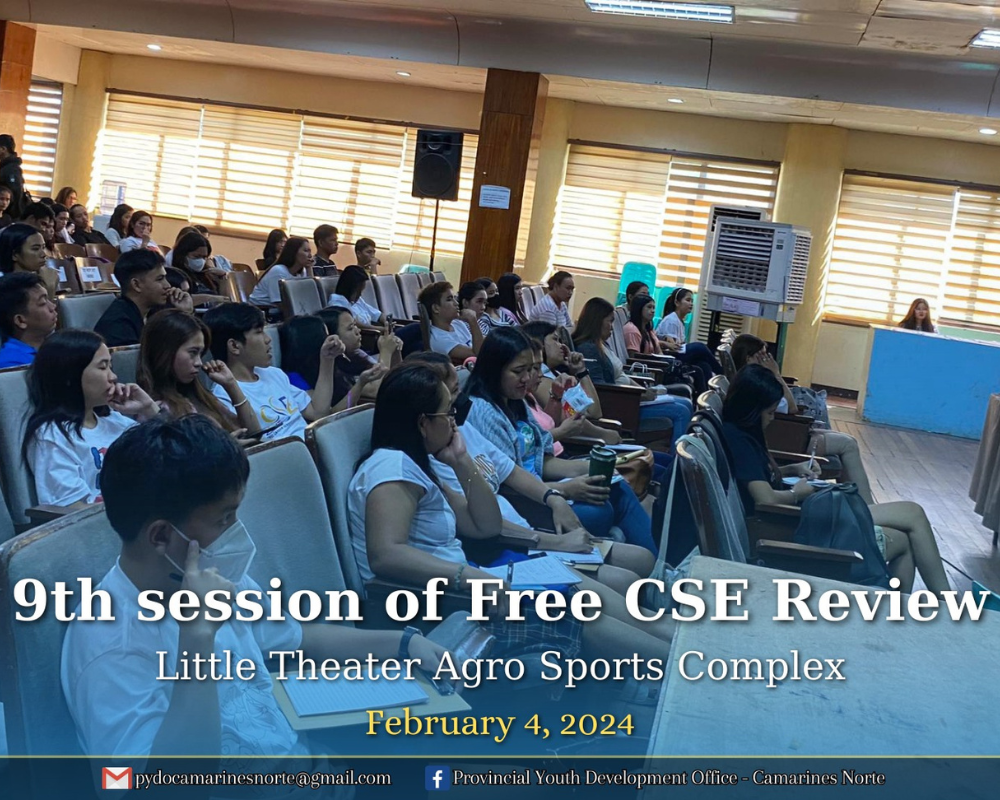 9th session of Free CSE Review
Little Theater Agro Sports Complex
February 4, 2024
pydocamarinesnorte@gmail.com
Provincial Youth Development Office - Camarines Norte